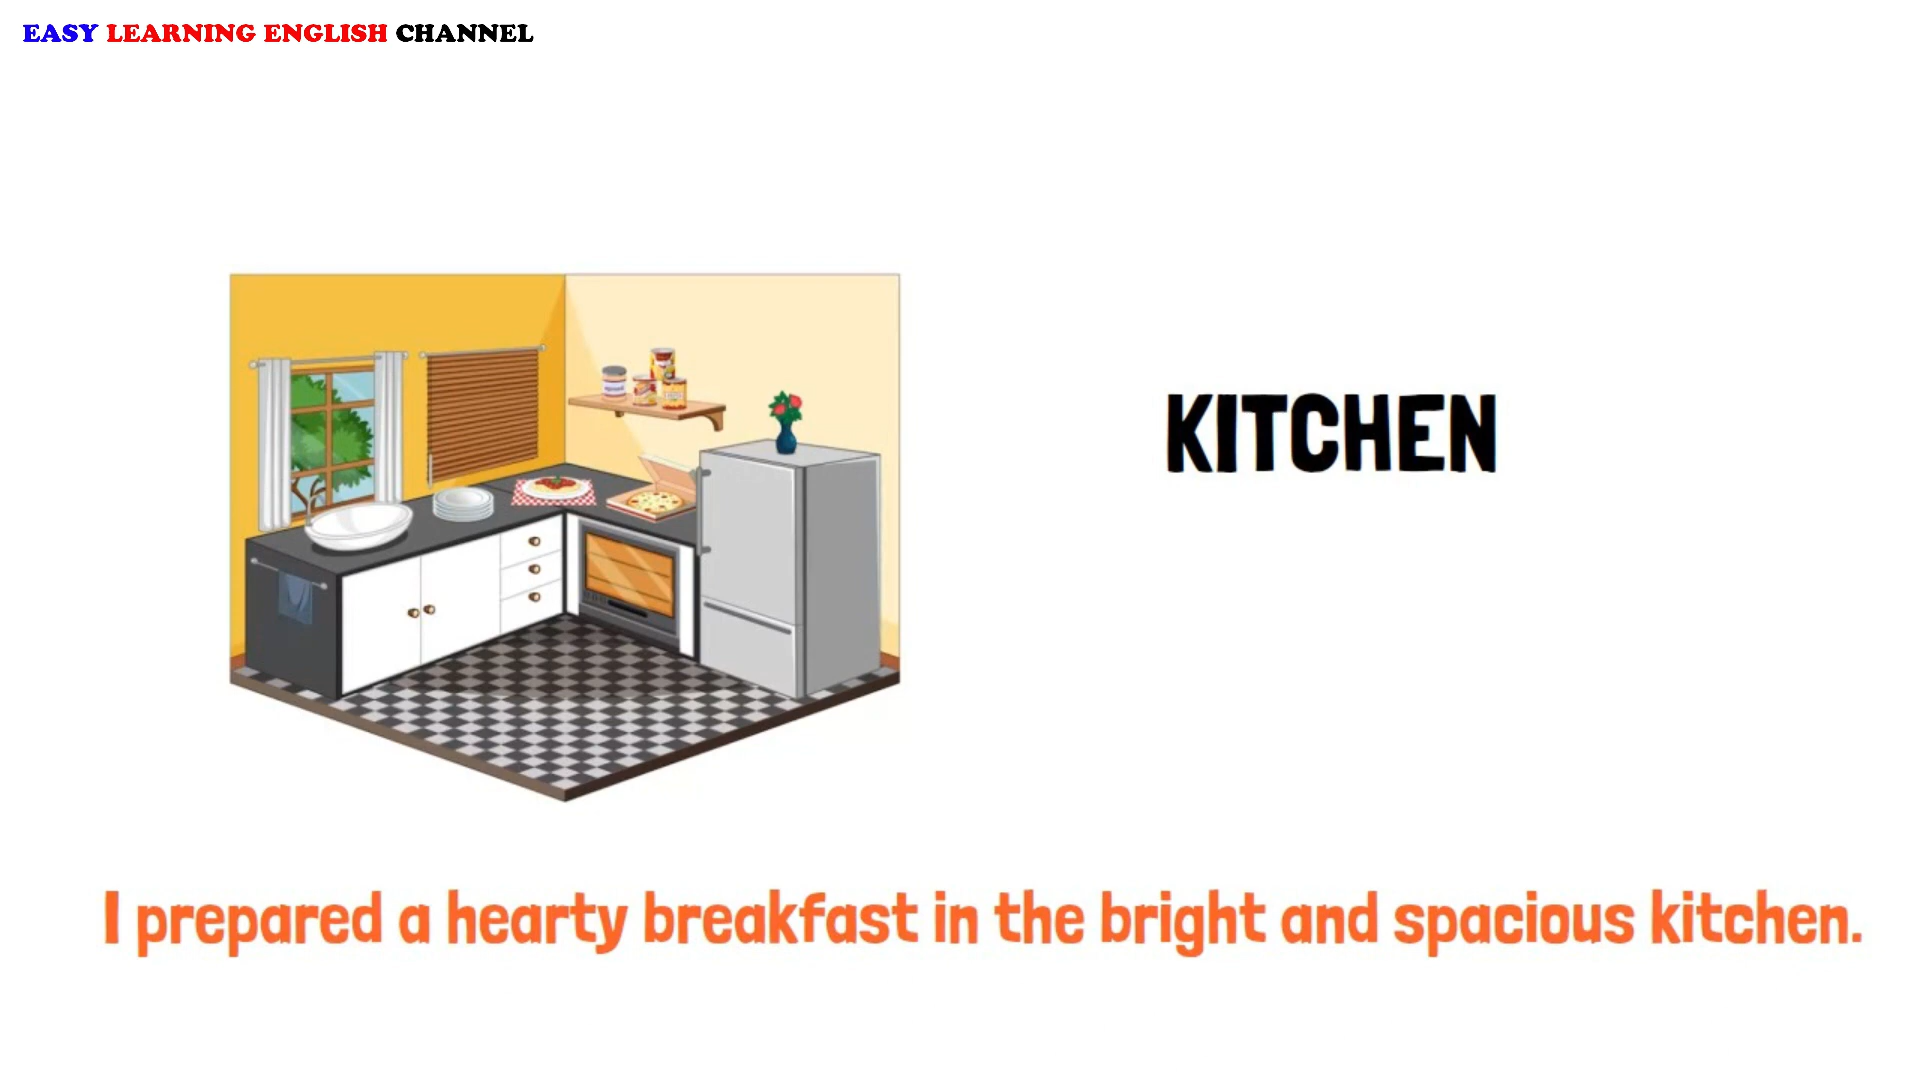 EASY LEARNING ENGLISH CHANNEL
KITCHEN
I prepared a hearty breakfast in the bright and spacious kitchen.